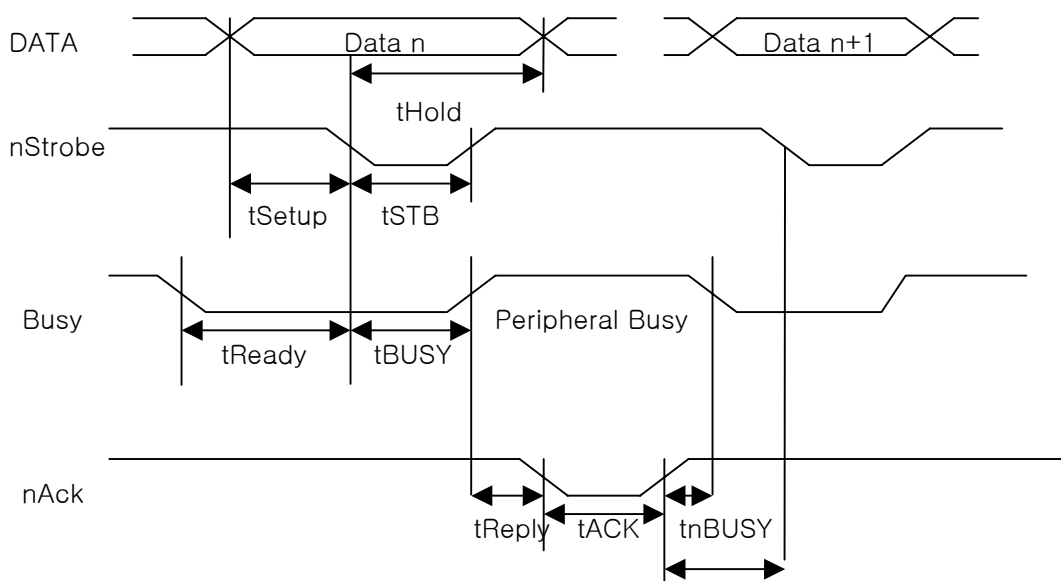 DATA
Data n
Data n+1
tHold
nStrobe
tSetup
tSTB
Busy
Peripheral Busy
tReady
tBUSY
nAck
tReply
tACK
tnBUSY